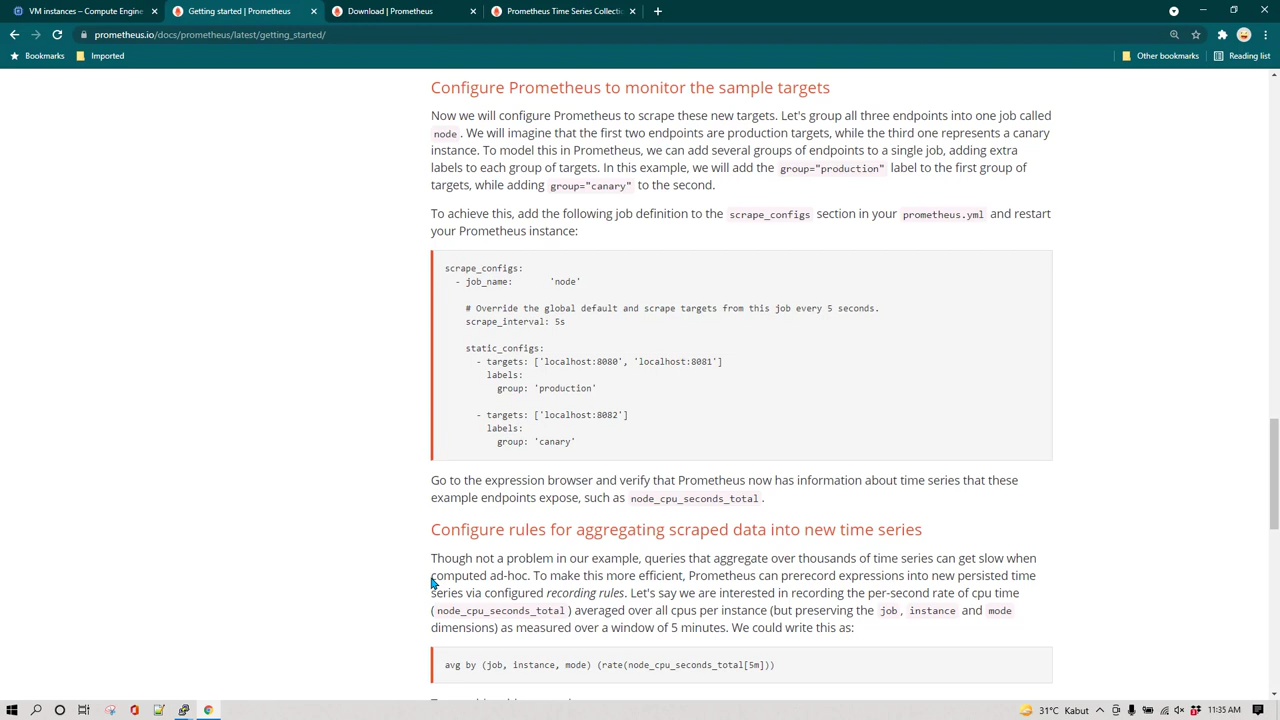 VM instances – Compute Engine
Getting started | Prometheus
Download | Prometheus
Prometheus Time Series Collectio
prometheus.io/docs/prometheus/latest/getting_started/
Bookmarks
Imported
Other bookmarks
Reading list
Configure Prometheus to monitor the sample targets
Now we will configure Prometheus to scrape these new targets. Let's group all three endpoints into one job called
node . We will imagine that the first two endpoints are production targets, while the third one represents a canary
instance. To model this in Prometheus, we can add several groups of endpoints to a single job, adding extra
labels to each group of targets. In this example, we will add the group="production" label to the first group of
targets, while adding group="canary" to the second.
To achieve this, add the following job definition to the scrape_configs section in your prometheus.yml and restart
your Prometheus instance:
scrape_configs:
- job_name: 'node'
# Override the global default and scrape targets from this job every 5 seconds.
scrape_interval: 5s
static_configs:
- targets: ['localhost:8080', 'localhost:8081']
labels:
group: 'production'
- targets: ['localhost:8082']
labels:
group: 'canary'
Go to the expression browser and verify that Prometheus now has information about time series that these
example endpoints expose, such as node_cpu_seconds_total .
Configure rules for aggregating scraped data into new time series
Though not a problem in our example, queries that aggregate over thousands of time series can get slow when
computed ad-hoc. To make this more efficient, Prometheus can prerecord expressions into new persisted time
series via configured recording rules. Let's say we are interested in recording the per-second rate of cpu time
( node_cpu_seconds_total ) averaged over all cpus per instance (but preserving the job , instance and mode
dimensions) as measured over a window of 5 minutes. We could write this as:
avg by (job, instance, mode) (rate(node_cpu_seconds_total[5m]))
31°C Kabut
11:35 AM